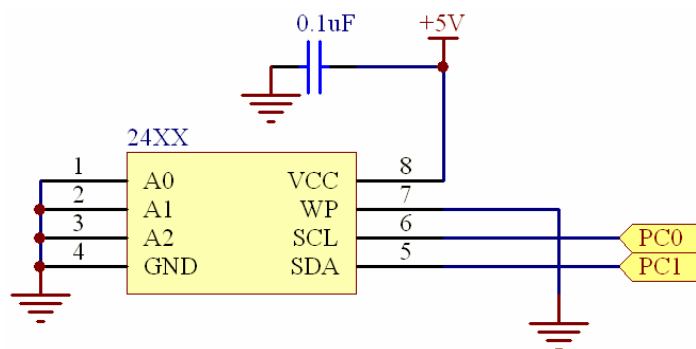 0.1uF
+5V
24XX
1 A0 VCC 8
2 A1 WP 7
3 A2 SCL 6 PC0
4 GND SDA 5 PC1